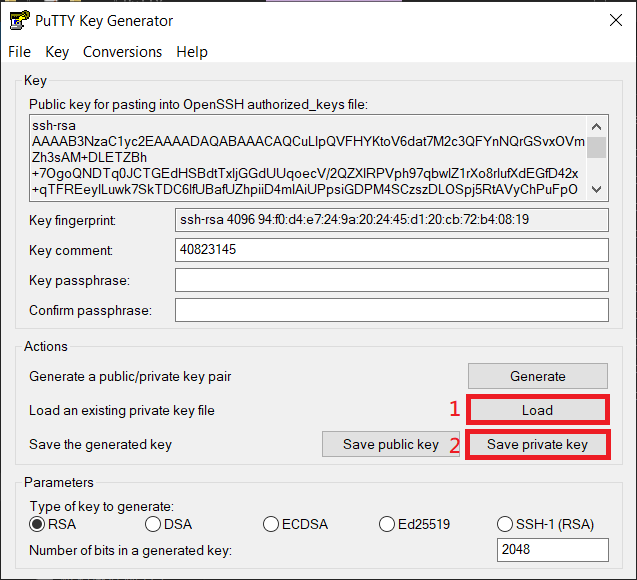 PuTTY Key Generator
File Key Conversions Help
Key
Public key for pasting into OpenSSH authorized_keys file:
ssh-rsa
AAAAB3NzaC1yc2EAAAADAQABAAACAQCuLlpQVFHYKtoV6dat7M2c3QFYnNQrGSvxOVm
Zh3sAM+DLETZBh
+7OgoQNDTq0JCTGEdHSBdtTxljGGdUUqoecV/2QZXlRPVph97qbwlZ1rXo8rlufXdEGfD42x
+qTFREeylLuwk7SkTDC6lfUBafUZhpiiD4mlAiUPpsiGDPM4SCzszDLOSpj5RtAVyChPuFpO
Key fingerprint: ssh-rsa 4096 94:f0:d4:e7:24:9a:20:24:45:d1:20:cb:72:b4:08:19
Key comment: 40823145
Key passphrase:
Confirm passphrase:
Actions
Generate a public/private key pair Generate
Load an existing private key file 1 Load
Save the generated key Save public key 2 Save private key
Parameters
Type of key to generate:
RSA DSA ECDSA Ed25519 SSH-1 (RSA)
Number of bits in a generated key: 2048